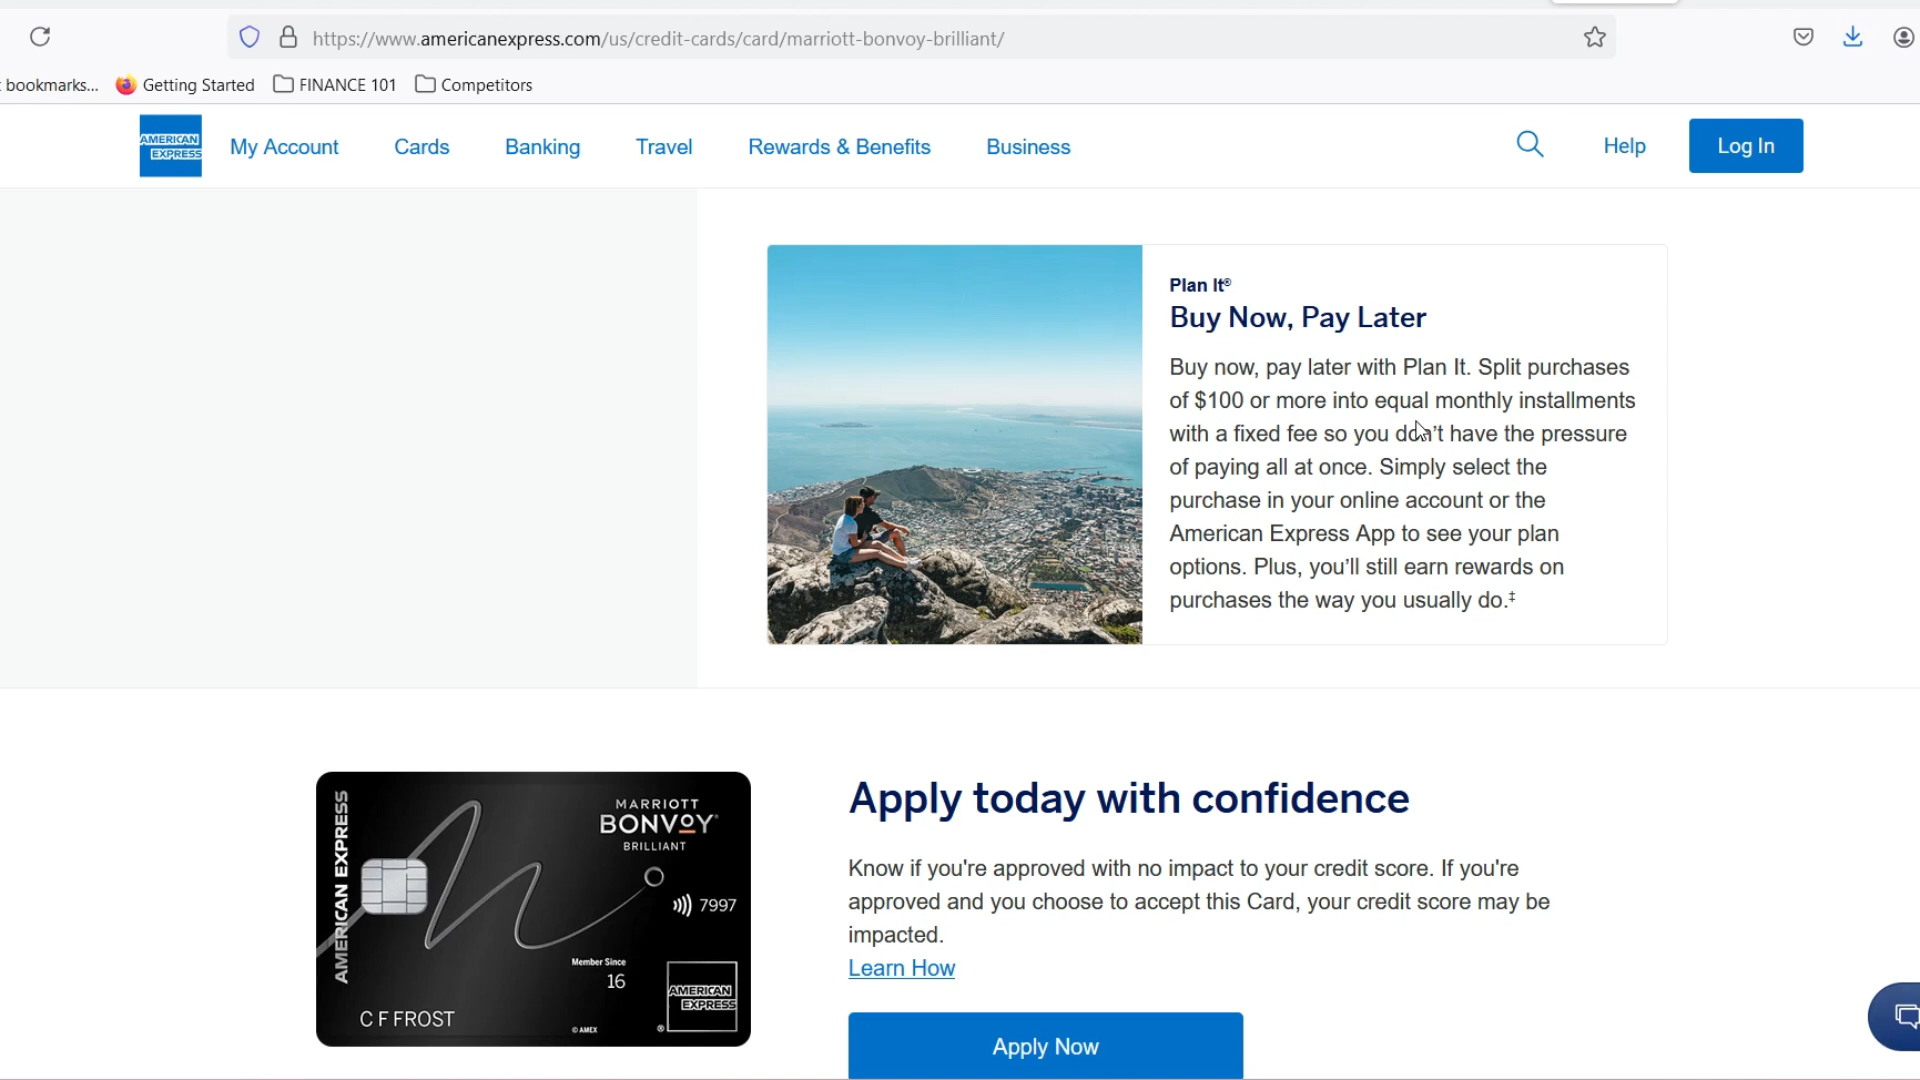 https://www.americanexpress.com/us/credit-cards/card/marriott-bonvoy-brilliant/
bookmarks... Getting Started FINANCE 101 Competitors
AMERICAN EXPRESS My Account Cards Banking Travel Rewards & Benefits Business Help Log In
Plan It®
Buy Now, Pay Later
Buy now, pay later with Plan It. Split purchases
of $100 or more into equal monthly installments
with a fixed fee so you don't have the pressure
of paying all at once. Simply select the
purchase in your online account or the
American Express App to see your plan
options. Plus, you'll still earn rewards on
purchases the way you usually do.‡
AMERICAN EXPRESS
MARRIOTT
BONVOY®
BRILLIANT
7997
Member Since
16
AMERICAN
EXPRESS
®
C F FROST
© AMEX
Apply today with confidence
Know if you're approved with no impact to your credit score. If you're
approved and you choose to accept this Card, your credit score may be
impacted.
Learn How
Apply Now